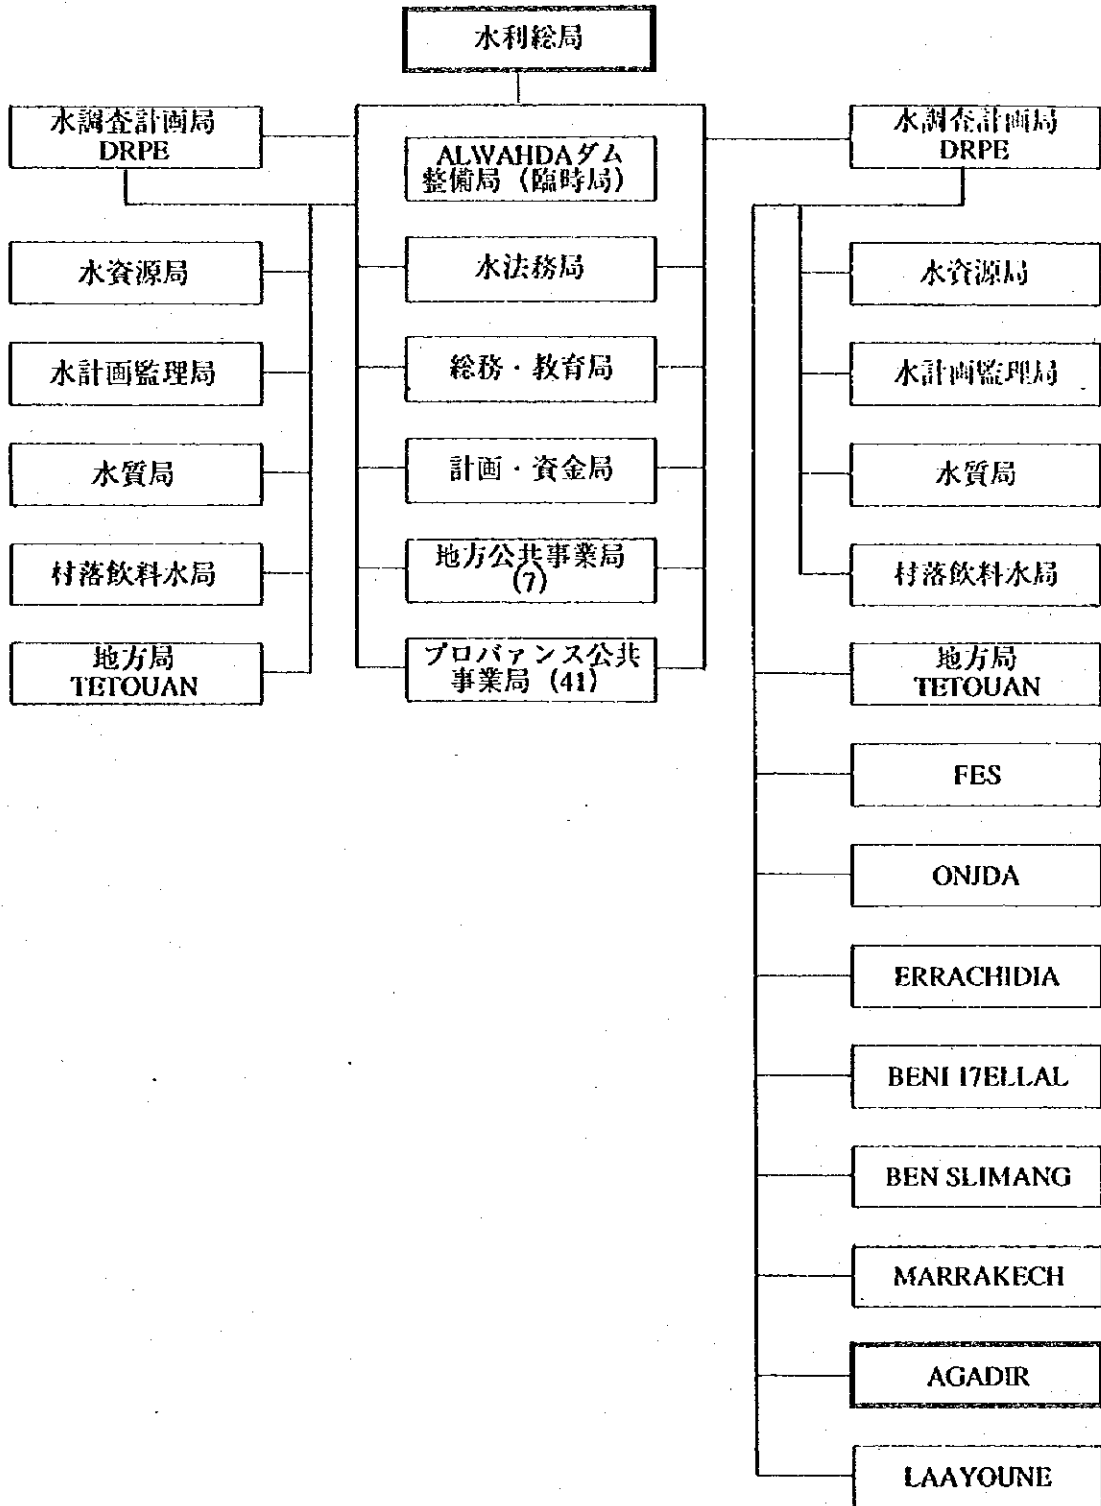 水利総局
水調査計画局
DRPE
水資源局
水計画監理局
水質局
村落飲料水局
地方局
TETOUAN
ALWAHDAダム
整備局（臨時局）
水法務局
総務・教育局
計画・資金局
地方公共事業局
(7)
プロバァンス公共
事業局（41）
水調査計画局
DRPE
水資源局
水計画監理局
水質局
村落飲料水局
地方局
TETOUAN
FES
ONJDA
ERRACHIDIA
BENI 17ELLAL
BEN SLIMANG
MARRAKECH
AGADIR
LAAYOUNE